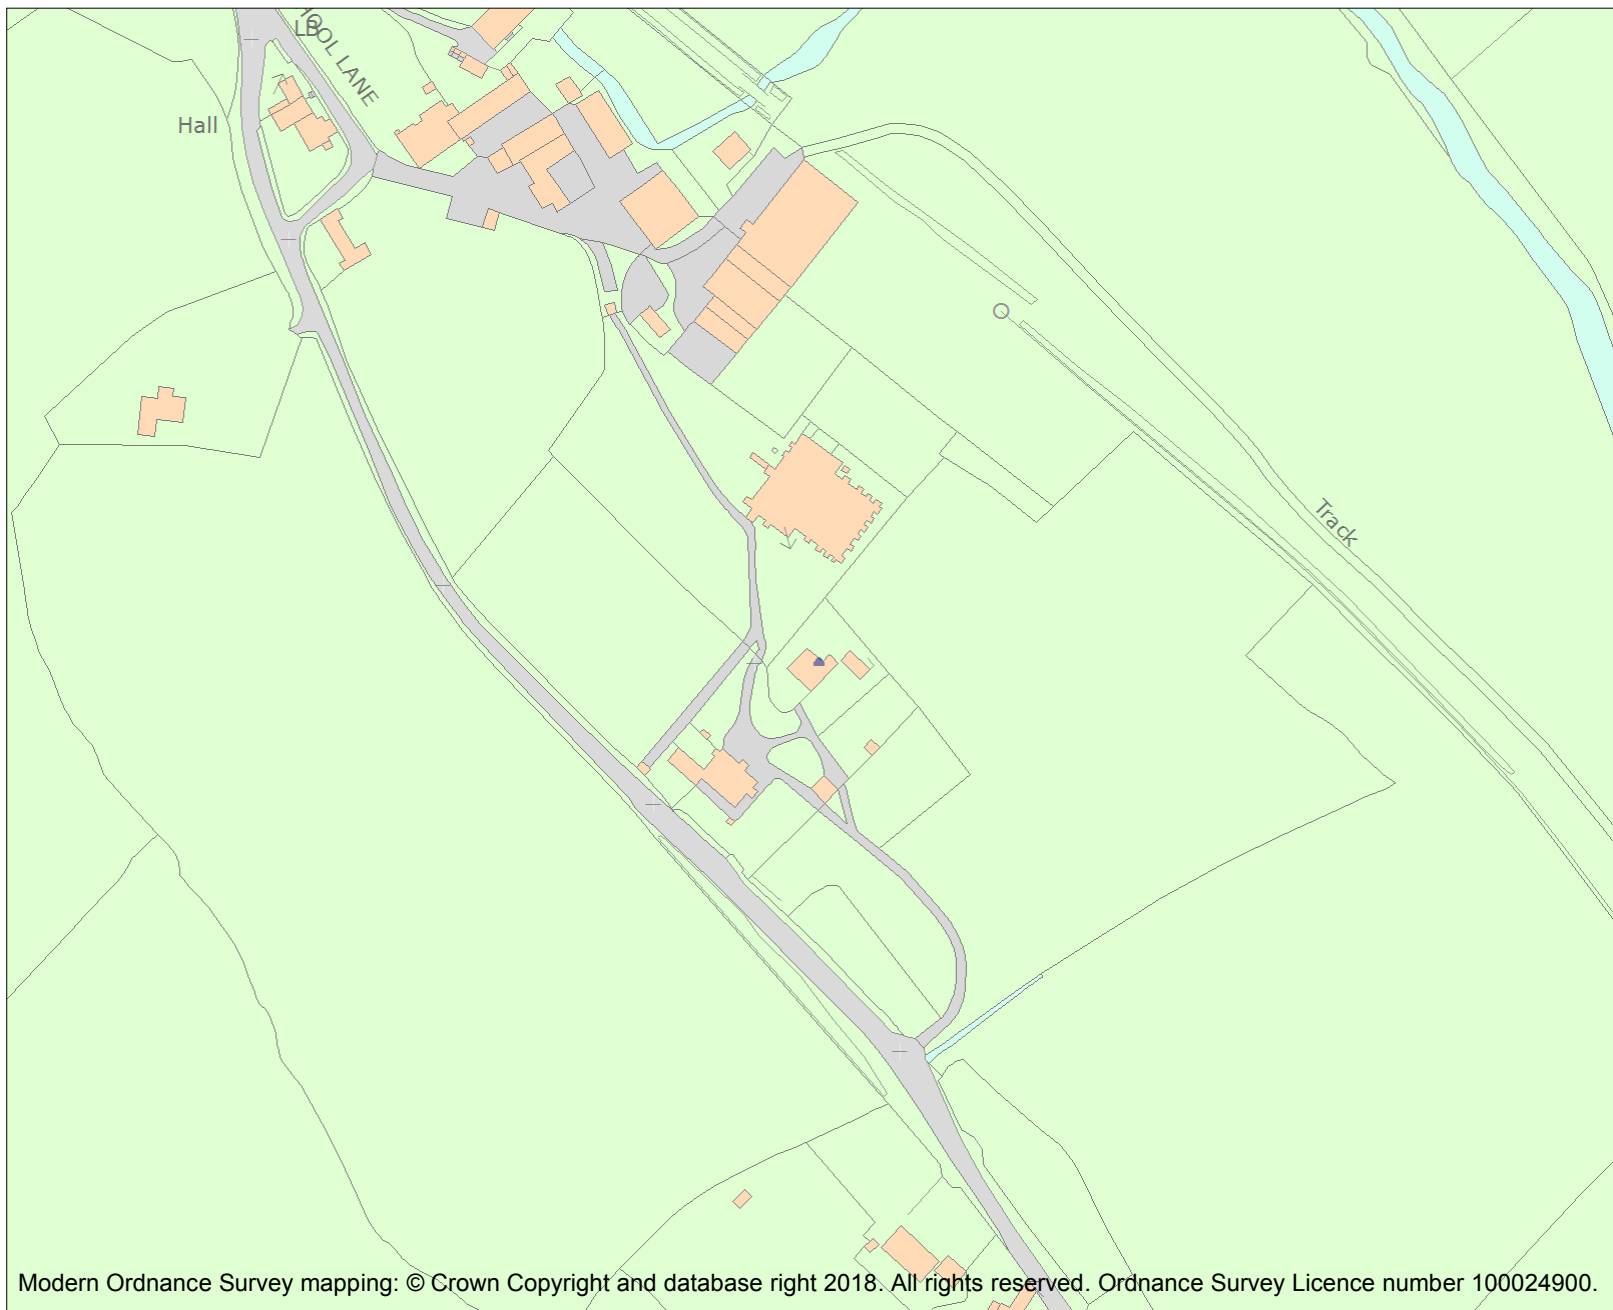 LB
HOOL LANE
Hall
Track
Modern Ordnance Survey mapping: © Crown Copyright and database right 2018. All rights reserved. Ordnance Survey Licence number 100024900.